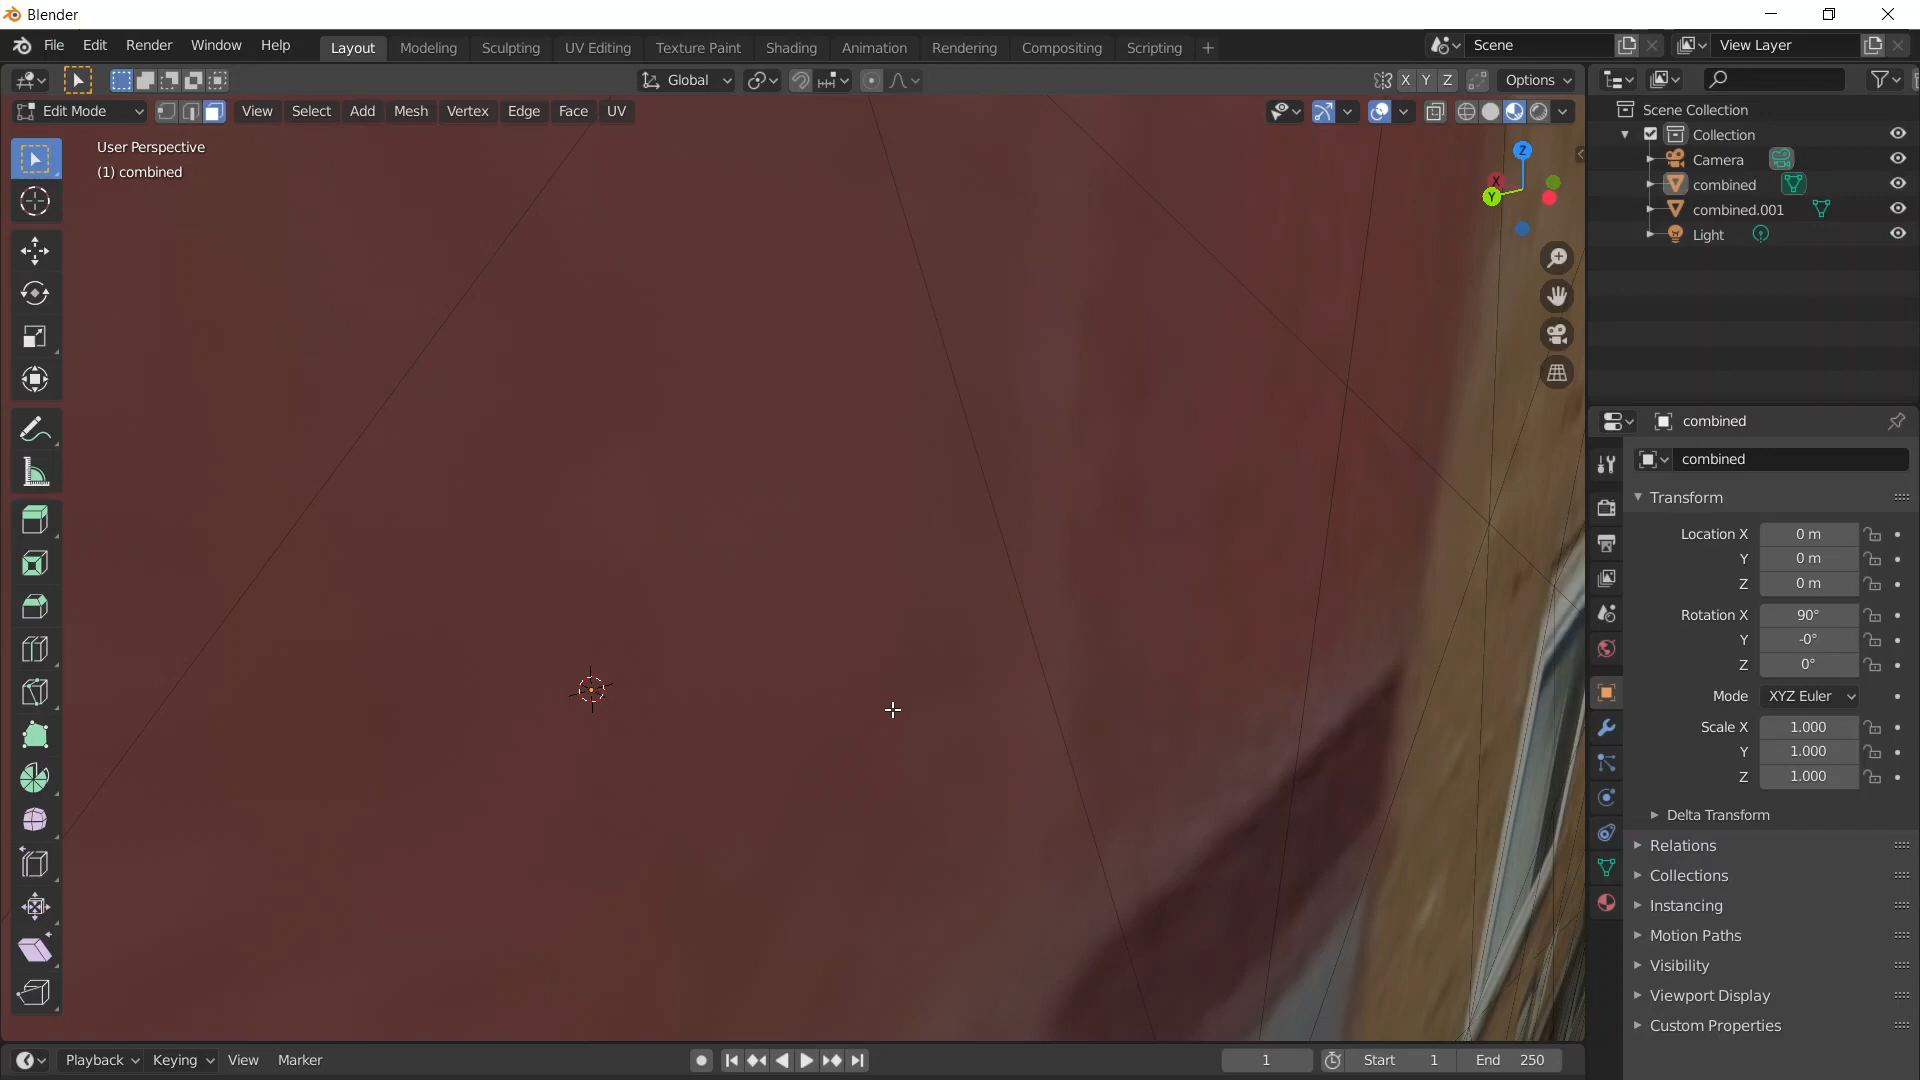 Blender
File Edit Render Window Help Layout Modeling Sculpting UV Editing Texture Paint Shading Animation Rendering Compositing Scripting + Scene View Layer
Global X Y Z Options
Edit Mode View Select Add Mesh Vertex Edge Face UV
User Perspective
(1) combined
Z
X
Y
Scene Collection
Collection
Camera
combined
combined.001
Light
combined
combined
Transform
Location X 0 m
Y 0 m
Z 0 m
Rotation X 90°
Y -0°
Z 0°
Mode XYZ Euler
Scale X 1.000
Y 1.000
Z 1.000
Delta Transform
Relations
Collections
Instancing
Motion Paths
Visibility
Viewport Display
Custom Properties
Playback Keying View Marker 1 Start 1 End 250